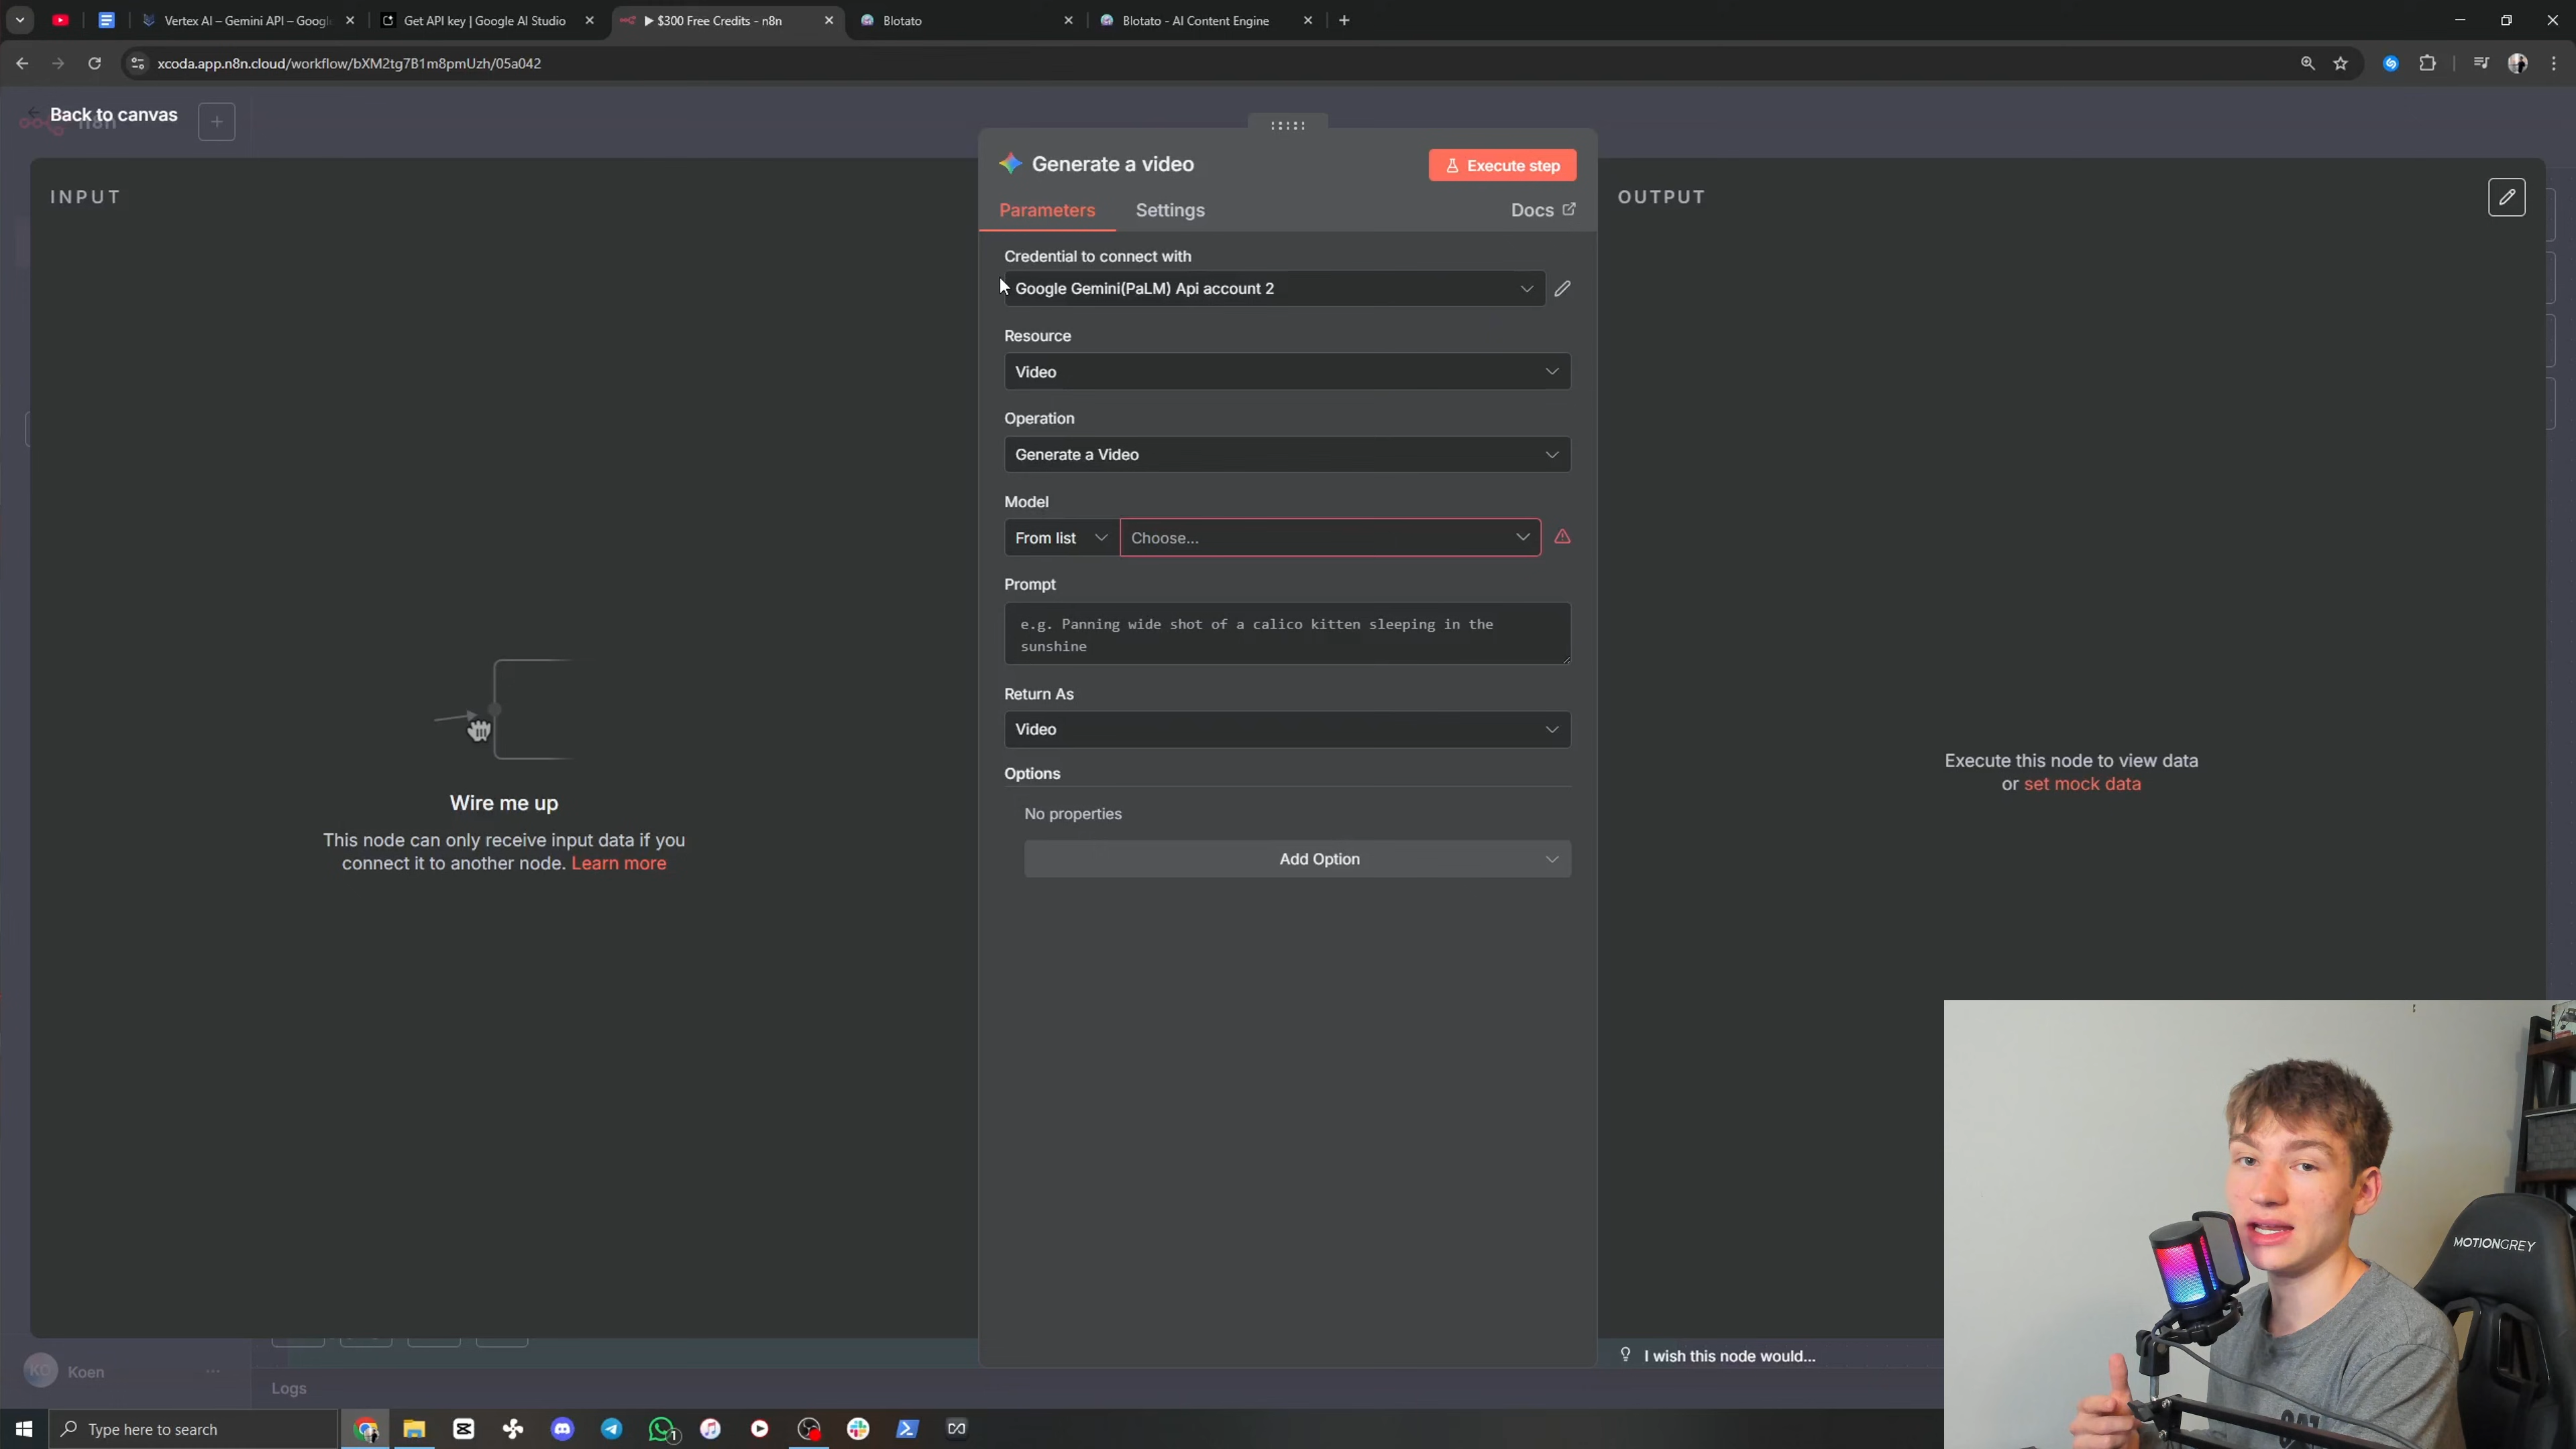 Vertex AI – Gemini API – Google
Get API key | Google AI Studio
▶ $300 Free Credits - n8n
Blotato
Blotato - AI Content Engine
xcoda.app.n8n.cloud/workflow/bXM2tg7B1m8pmUzh/05a042
Back to canvas
n8n
INPUT
Generate a video
Execute step
OUTPUT
Parameters
Settings
Docs
Credential to connect with
Google Gemini(PaLM) Api account 2
Resource
Video
Operation
Generate a Video
Model
From list
Choose...
Prompt
e.g. Panning wide shot of a calico kitten sleeping in the
sunshine
Return As
Video
Options
No properties
Add Option
Wire me up
This node can only receive input data if you
connect it to another node. Learn more
Execute this node to view data
or set mock data
I wish this node would...
KO Koen
Logs
MOTIONGREY
Type here to search
1